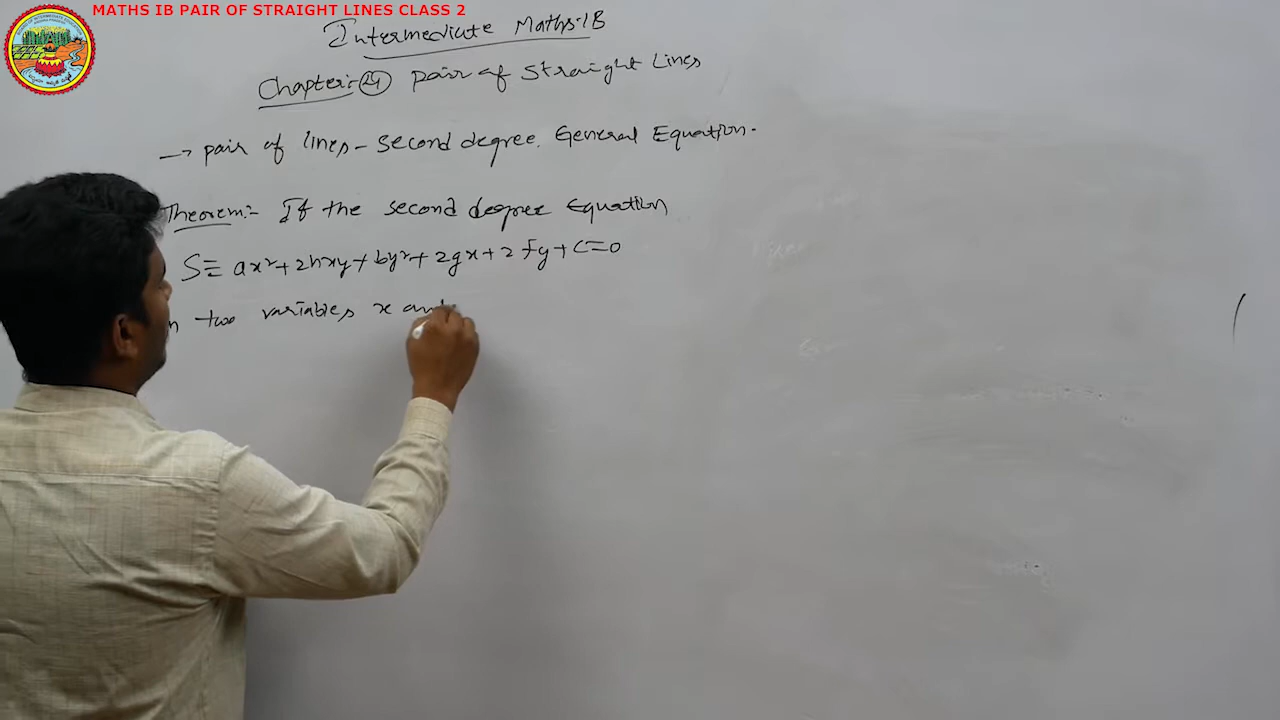 MATHS IB PAIR OF STRAIGHT LINES CLASS 2
Intermediate Maths-IB
Chapter:- 24 pair of Straight Lines
→ pair of lines - second degree. General Equation.
Theorem:- If the second degree Equation
S ≡ ax²+2hxy+by²+2gx+2fy+c=0
in two variables x and